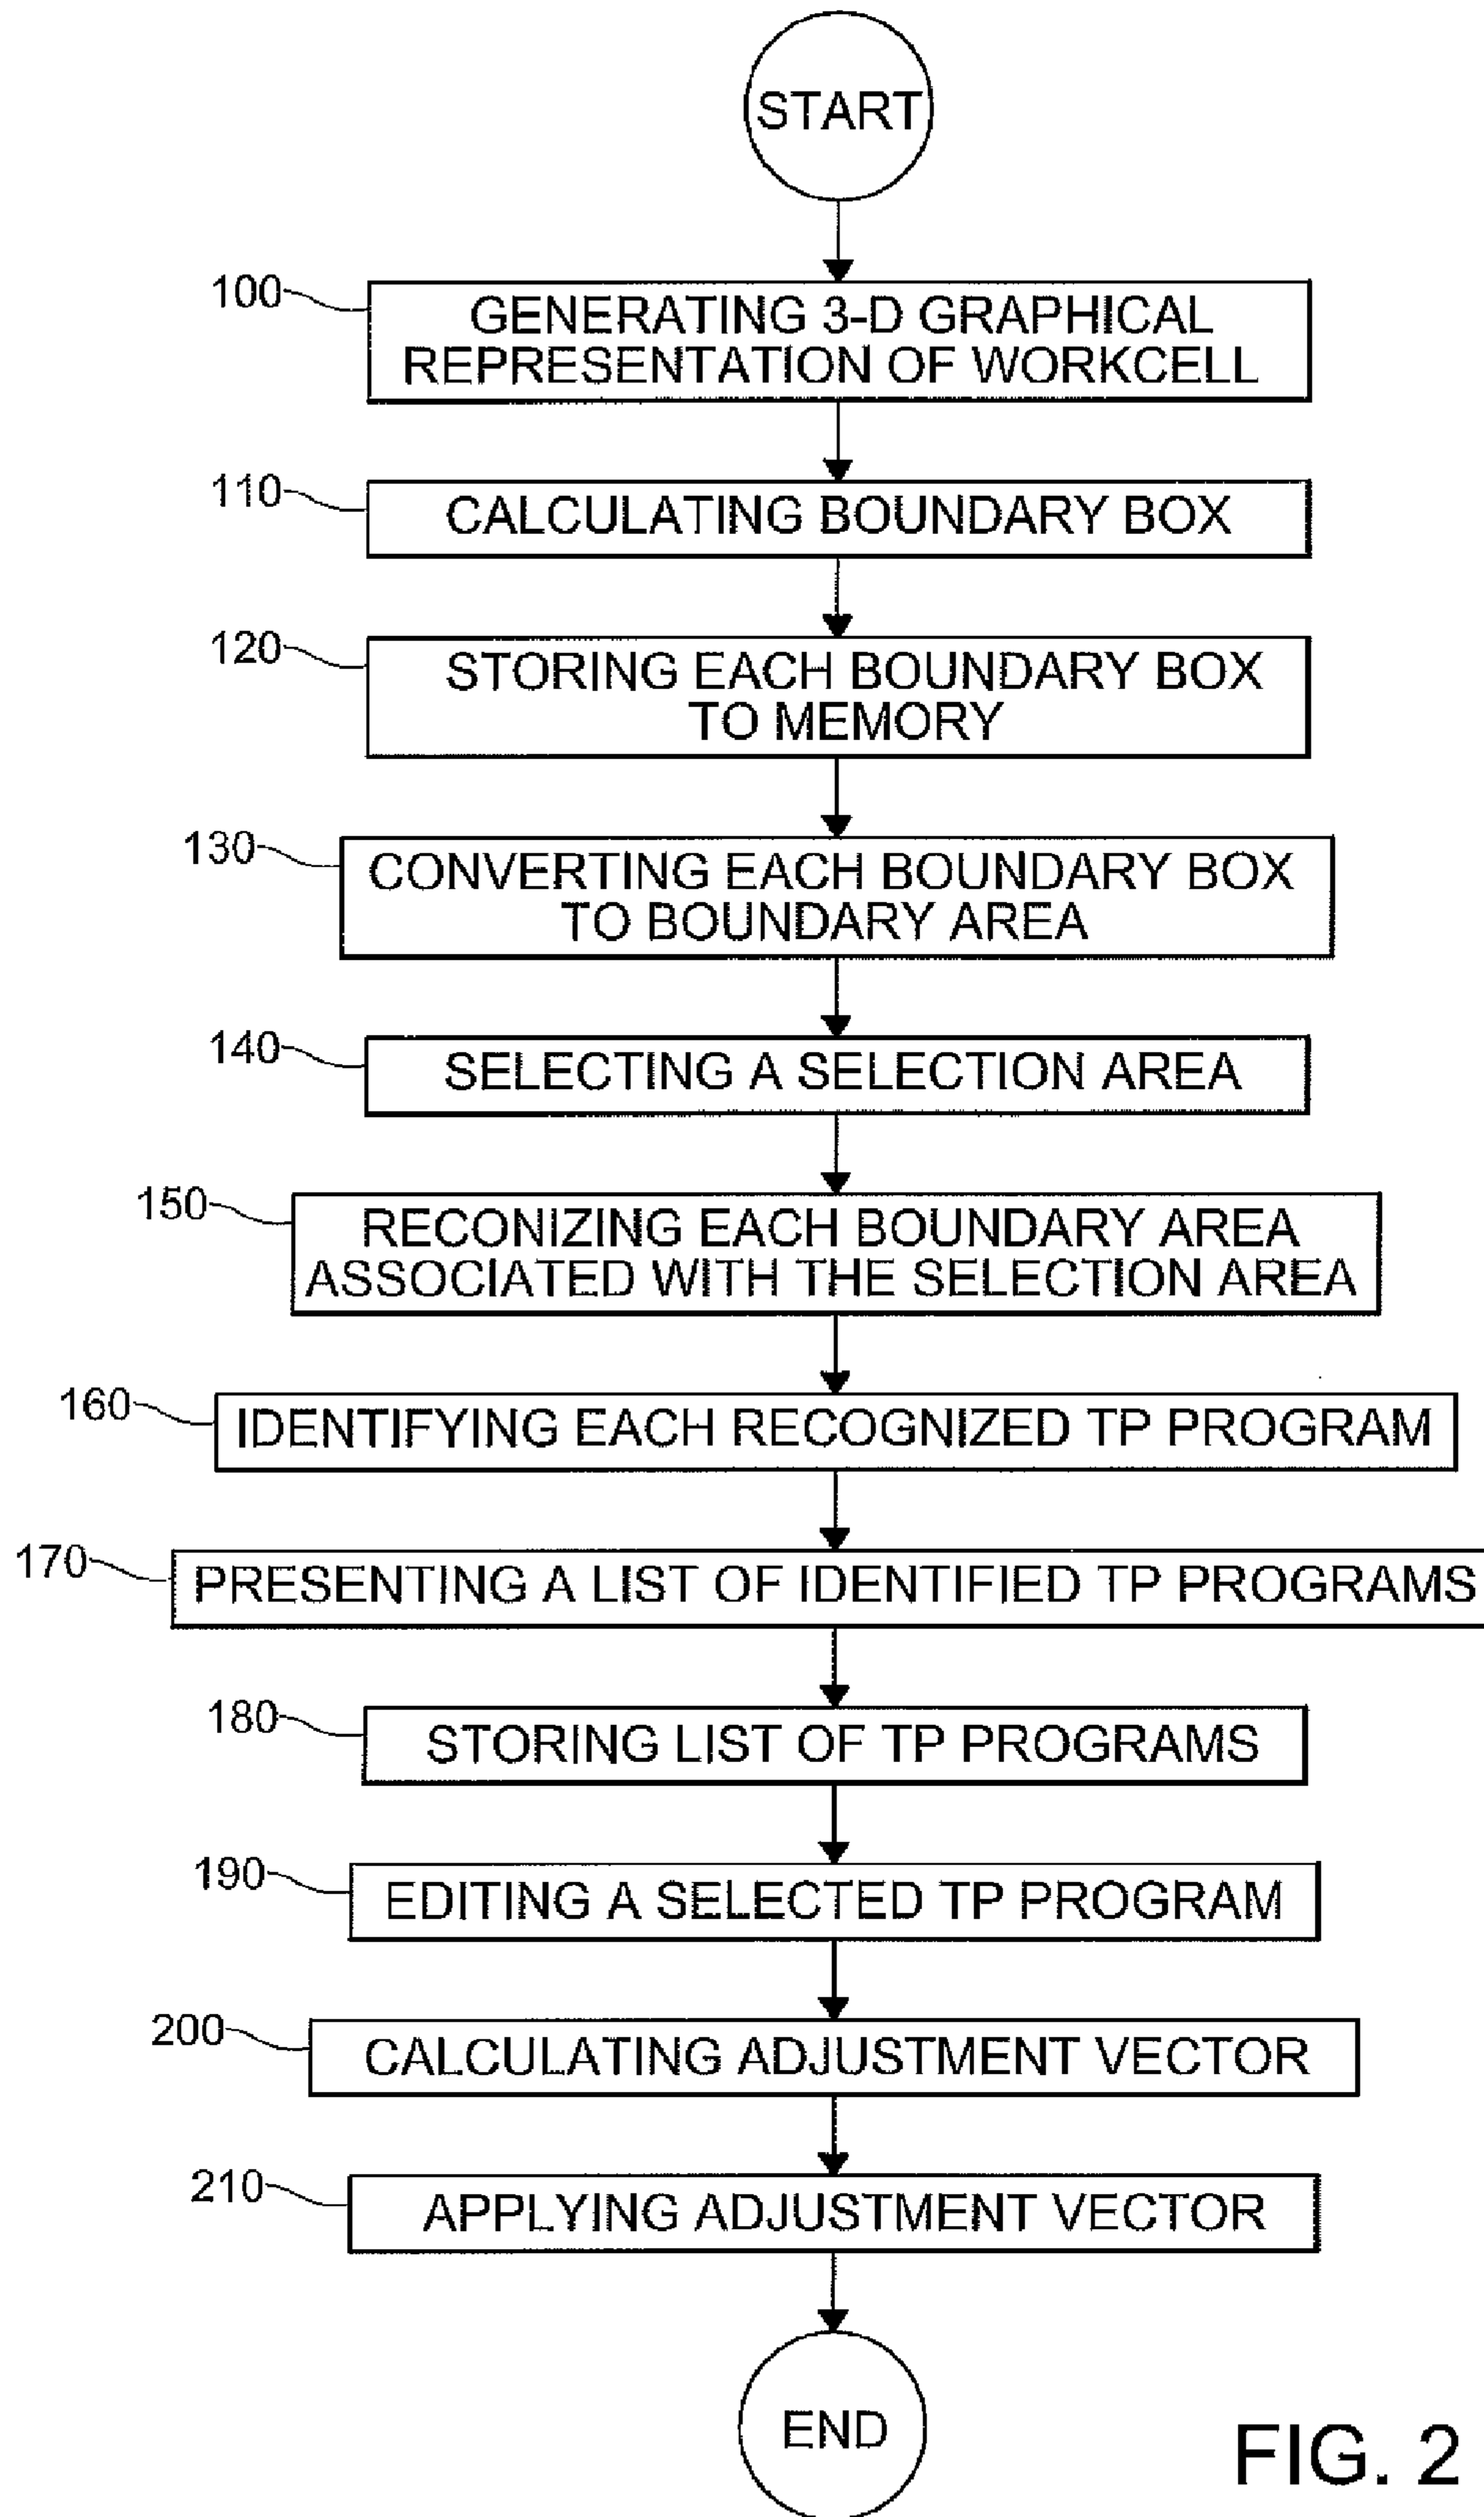 START
100
GENERATING 3-D GRAPHICAL
REPRESENTATION OF WORKCELL
110
CALCULATING BOUNDARY BOX
120
STORING EACH BOUNDARY BOX
TO MEMORY
130
CONVERTING EACH BOUNDARY BOX
TO BOUNDARY AREA
140
SELECTING A SELECTION AREA
150
RECONIZING EACH BOUNDARY AREA
ASSOCIATED WITH THE SELECTION AREA
160
IDENTIFYING EACH RECOGNIZED TP PROGRAM
170
PRESENTING A LIST OF IDENTIFIED TP PROGRAMS
180
STORING LIST OF TP PROGRAMS
190
EDITING A SELECTED TP PROGRAM
200
CALCULATING ADJUSTMENT VECTOR
210
APPLYING ADJUSTMENT VECTOR
END
FIG. 2